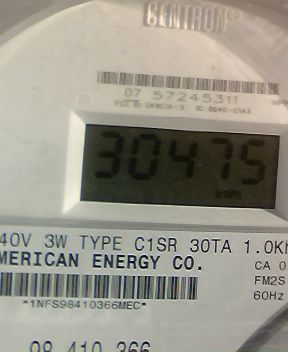 CENTRON®
07 57245311
30475
kWh
40V 3W TYPE C1SR 30TA 1.0K
MERICAN ENERGY CO. CA 0
FM2S
*1NFS98410366MEC* 60Hz
98 410 366